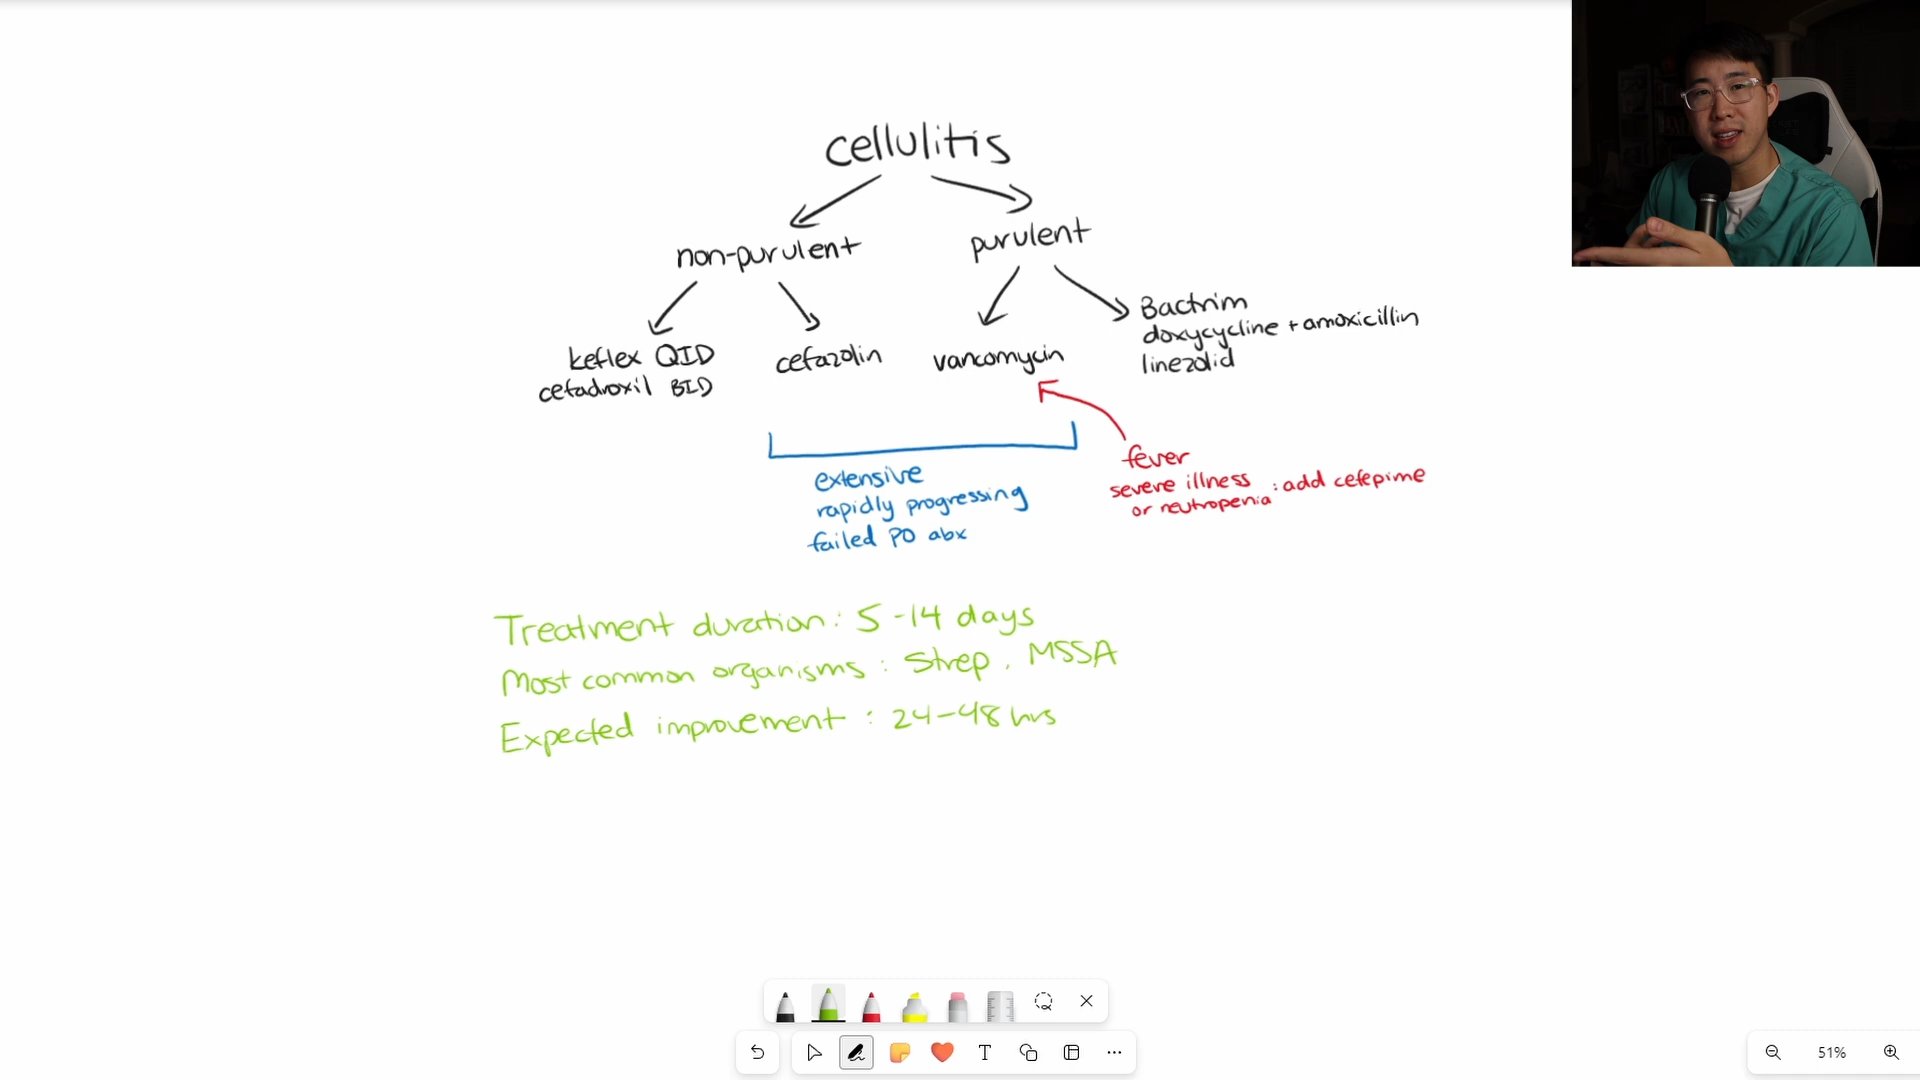 cellulitis
non-purulent
purulent
keflex QID
cefadroxil BID
cefazolin
vancomycin
Bactrim
doxycycline + amoxicillin
linezolid
extensive
rapidly progressing
failed PO abx
fever
severe illness : add cefepime
or neutropenia
Treatment duration : 5-14 days
Most common organisms : Strep, MSSA
Expected improvement : 24-48 hrs
T
51%